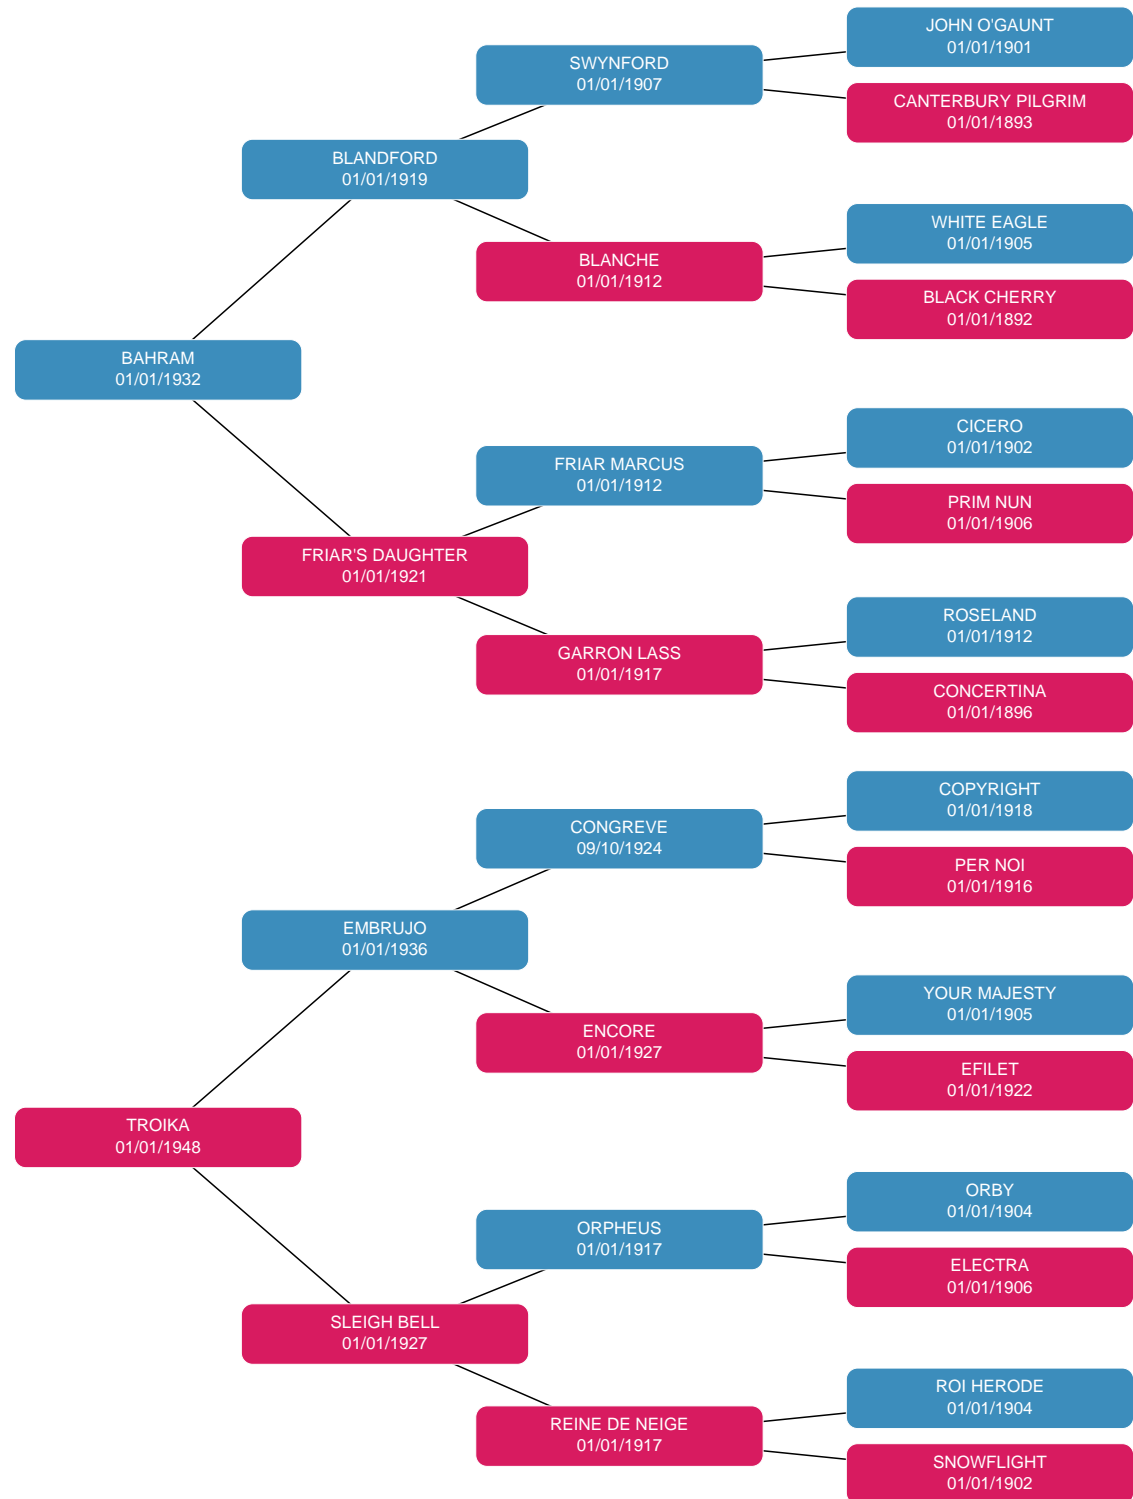 JOHN O'GAUNT
01/01/1901
SWYNFORD
01/01/1907
CANTERBURY PILGRIM
01/01/1893
BLANDFORD
01/01/1919
WHITE EAGLE
01/01/1905
BLANCHE
01/01/1912
BLACK CHERRY
01/01/1892
BAHRAM
01/01/1932
CICERO
01/01/1902
FRIAR MARCUS
01/01/1912
PRIM NUN
01/01/1906
FRIAR'S DAUGHTER
01/01/1921
ROSELAND
01/01/1912
GARRON LASS
01/01/1917
CONCERTINA
01/01/1896
COPYRIGHT
01/01/1918
CONGREVE
09/10/1924
PER NOI
01/01/1916
EMBRUJO
01/01/1936
YOUR MAJESTY
01/01/1905
ENCORE
01/01/1927
EFILET
01/01/1922
TROIKA
01/01/1948
ORBY
01/01/1904
ORPHEUS
01/01/1917
ELECTRA
01/01/1906
SLEIGH BELL
01/01/1927
ROI HERODE
01/01/1904
REINE DE NEIGE
01/01/1917
SNOWFLIGHT
01/01/1902